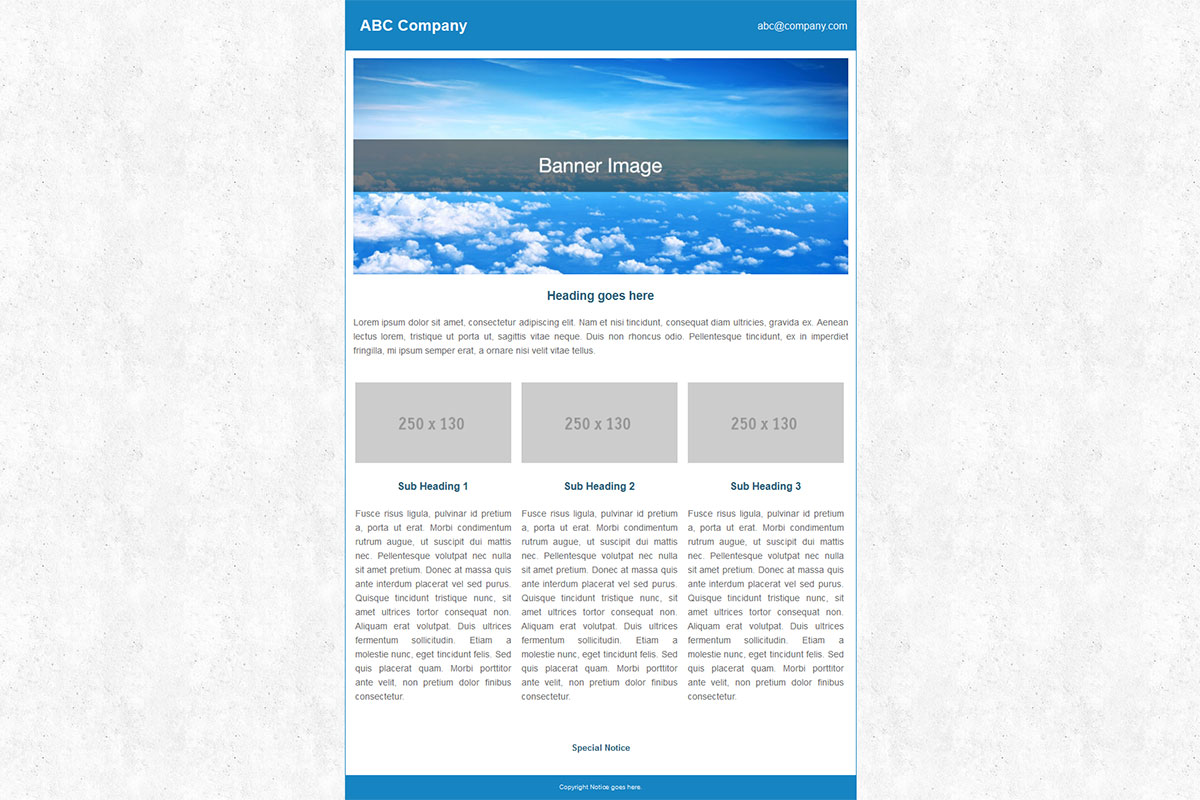 ABC Company
abc@company.com
Banner Image
Heading goes here
Lorem ipsum dolor sit amet, consectetur adipiscing elit. Nam et nisi tincidunt, consequat diam ultricies, gravida ex. Aenean
lectus lorem, tristique ut porta ut, sagittis vitae neque. Duis non rhoncus odio. Pellentesque tincidunt, ex in imperdiet
fringilla, mi ipsum semper erat, a ornare nisi velit vitae tellus.
250 x 130
250 x 130
250 x 130
Sub Heading 1
Fusce risus ligula, pulvinar id pretium
a, porta ut erat. Morbi condimentum
rutrum augue, ut suscipit dui mattis
nec. Pellentesque volutpat nec nulla
sit amet pretium. Donec at massa quis
ante interdum placerat vel sed purus.
Quisque tincidunt tristique nunc, sit
amet ultrices tortor consequat non.
Aliquam erat volutpat. Duis ultrices
fermentum sollicitudin. Etiam a
molestie nunc, eget tincidunt felis. Sed
quis placerat quam. Morbi porttitor
ante velit, non pretium dolor finibus
consectetur.
Sub Heading 2
Fusce risus ligula, pulvinar id pretium
a, porta ut erat. Morbi condimentum
rutrum augue, ut suscipit dui mattis
nec. Pellentesque volutpat nec nulla
sit amet pretium. Donec at massa quis
ante interdum placerat vel sed purus.
Quisque tincidunt tristique nunc, sit
amet ultrices tortor consequat non.
Aliquam erat volutpat. Duis ultrices
fermentum sollicitudin. Etiam a
molestie nunc, eget tincidunt felis. Sed
quis placerat quam. Morbi porttitor
ante velit, non pretium dolor finibus
consectetur.
Sub Heading 3
Fusce risus ligula, pulvinar id pretium
a, porta ut erat. Morbi condimentum
rutrum augue, ut suscipit dui mattis
nec. Pellentesque volutpat nec nulla
sit amet pretium. Donec at massa quis
ante interdum placerat vel sed purus.
Quisque tincidunt tristique nunc, sit
amet ultrices tortor consequat non.
Aliquam erat volutpat. Duis ultrices
fermentum sollicitudin. Etiam a
molestie nunc, eget tincidunt felis. Sed
quis placerat quam. Morbi porttitor
ante velit, non pretium dolor finibus
consectetur.
Special Notice
Copyright Notice goes here.